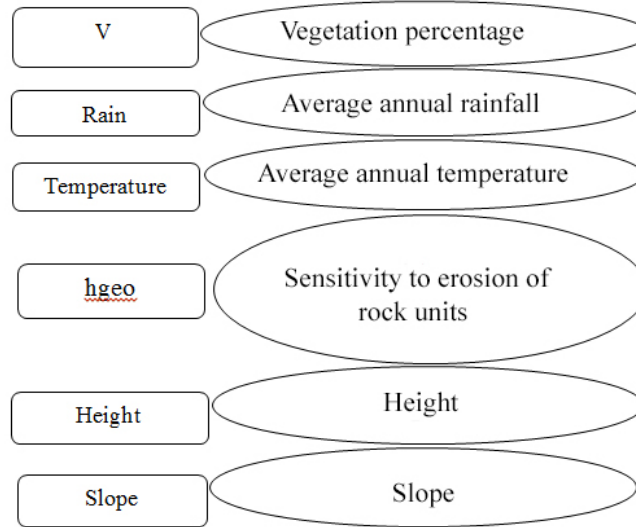 V
Vegetation percentage
Rain
Average annual rainfall
Temperature
Average annual temperature
hgeo
Sensitivity to erosion of
rock units
Height
Height
Slope
Slope